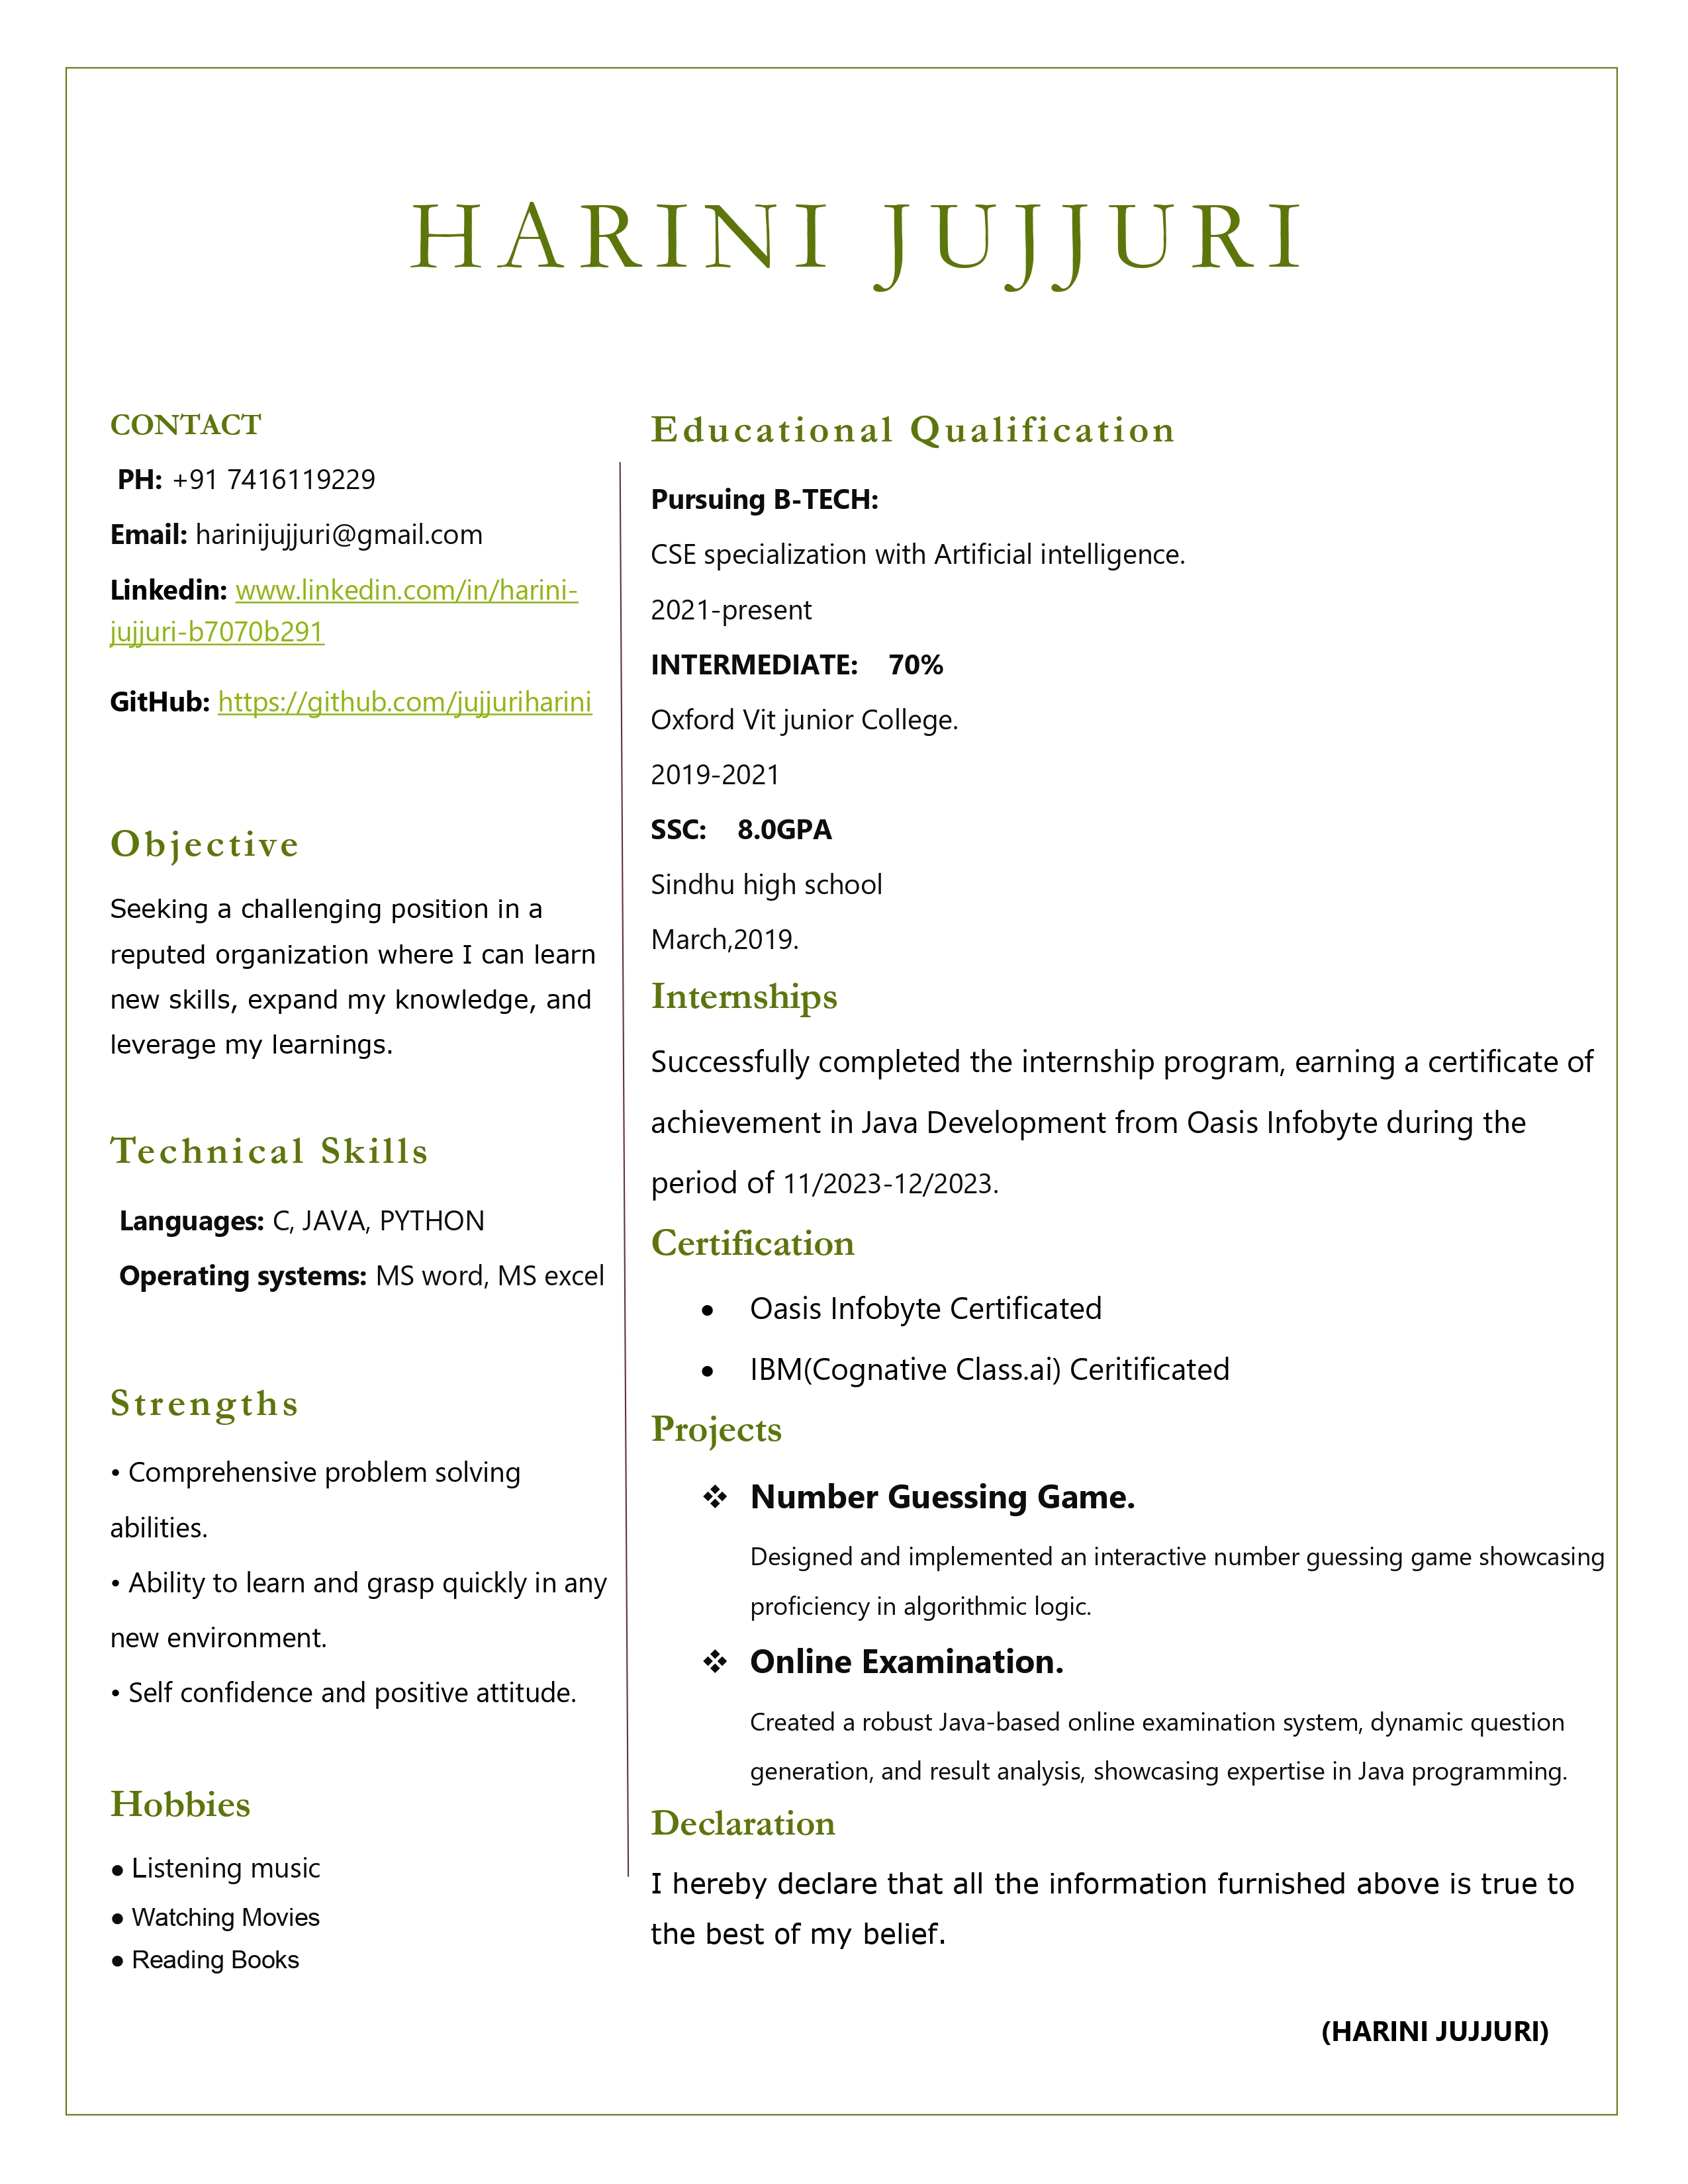 HARINI JUJJURI
CONTACT
PH: +91 7416119229
Email: harinijujjuri@gmail.com
Linkedin: www.linkedin.com/in/harini-
jujjuri-b7070b291
GitHub: https://github.com/jujjuriharini
Objective
Seeking a challenging position in a
reputed organization where I can learn
new skills, expand my knowledge, and
leverage my learnings.
Technical Skills
Languages: C, JAVA, PYTHON
Operating systems: MS word, MS excel
Strengths
• Comprehensive problem solving
abilities.
• Ability to learn and grasp quickly in any
new environment.
• Self confidence and positive attitude.
Hobbies
● Listening music
● Watching Movies
● Reading Books
Educational Qualification
Pursuing B-TECH:
CSE specialization with Artificial intelligence.
2021-present
INTERMEDIATE: 70%
Oxford Vit junior College.
2019-2021
SSC: 8.0GPA
Sindhu high school
March,2019.
Internships
Successfully completed the internship program, earning a certificate of
achievement in Java Development from Oasis Infobyte during the
period of 11/2023-12/2023.
Certification
• Oasis Infobyte Certificated
• IBM(Cognative Class.ai) Ceritificated
Projects
❖ Number Guessing Game.
Designed and implemented an interactive number guessing game showcasing
proficiency in algorithmic logic.
❖ Online Examination.
Created a robust Java-based online examination system, dynamic question
generation, and result analysis, showcasing expertise in Java programming.
Declaration
I hereby declare that all the information furnished above is true to
the best of my belief.
(HARINI JUJJURI)